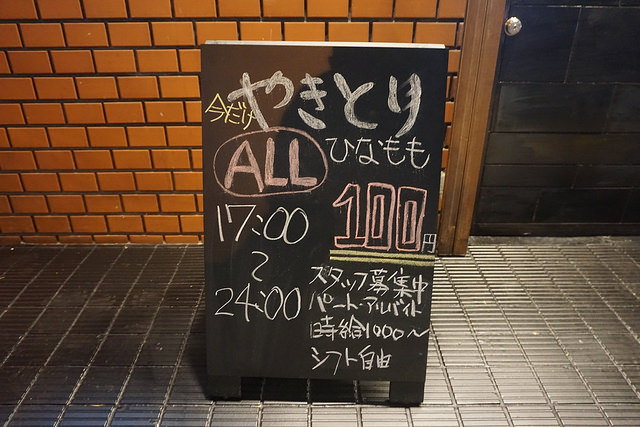 今だけ やきとり
ALL ひなもも
100円
17:00
～
24:00
スタッフ募集中
パート・アルバイト
時給1000～
シフト自由